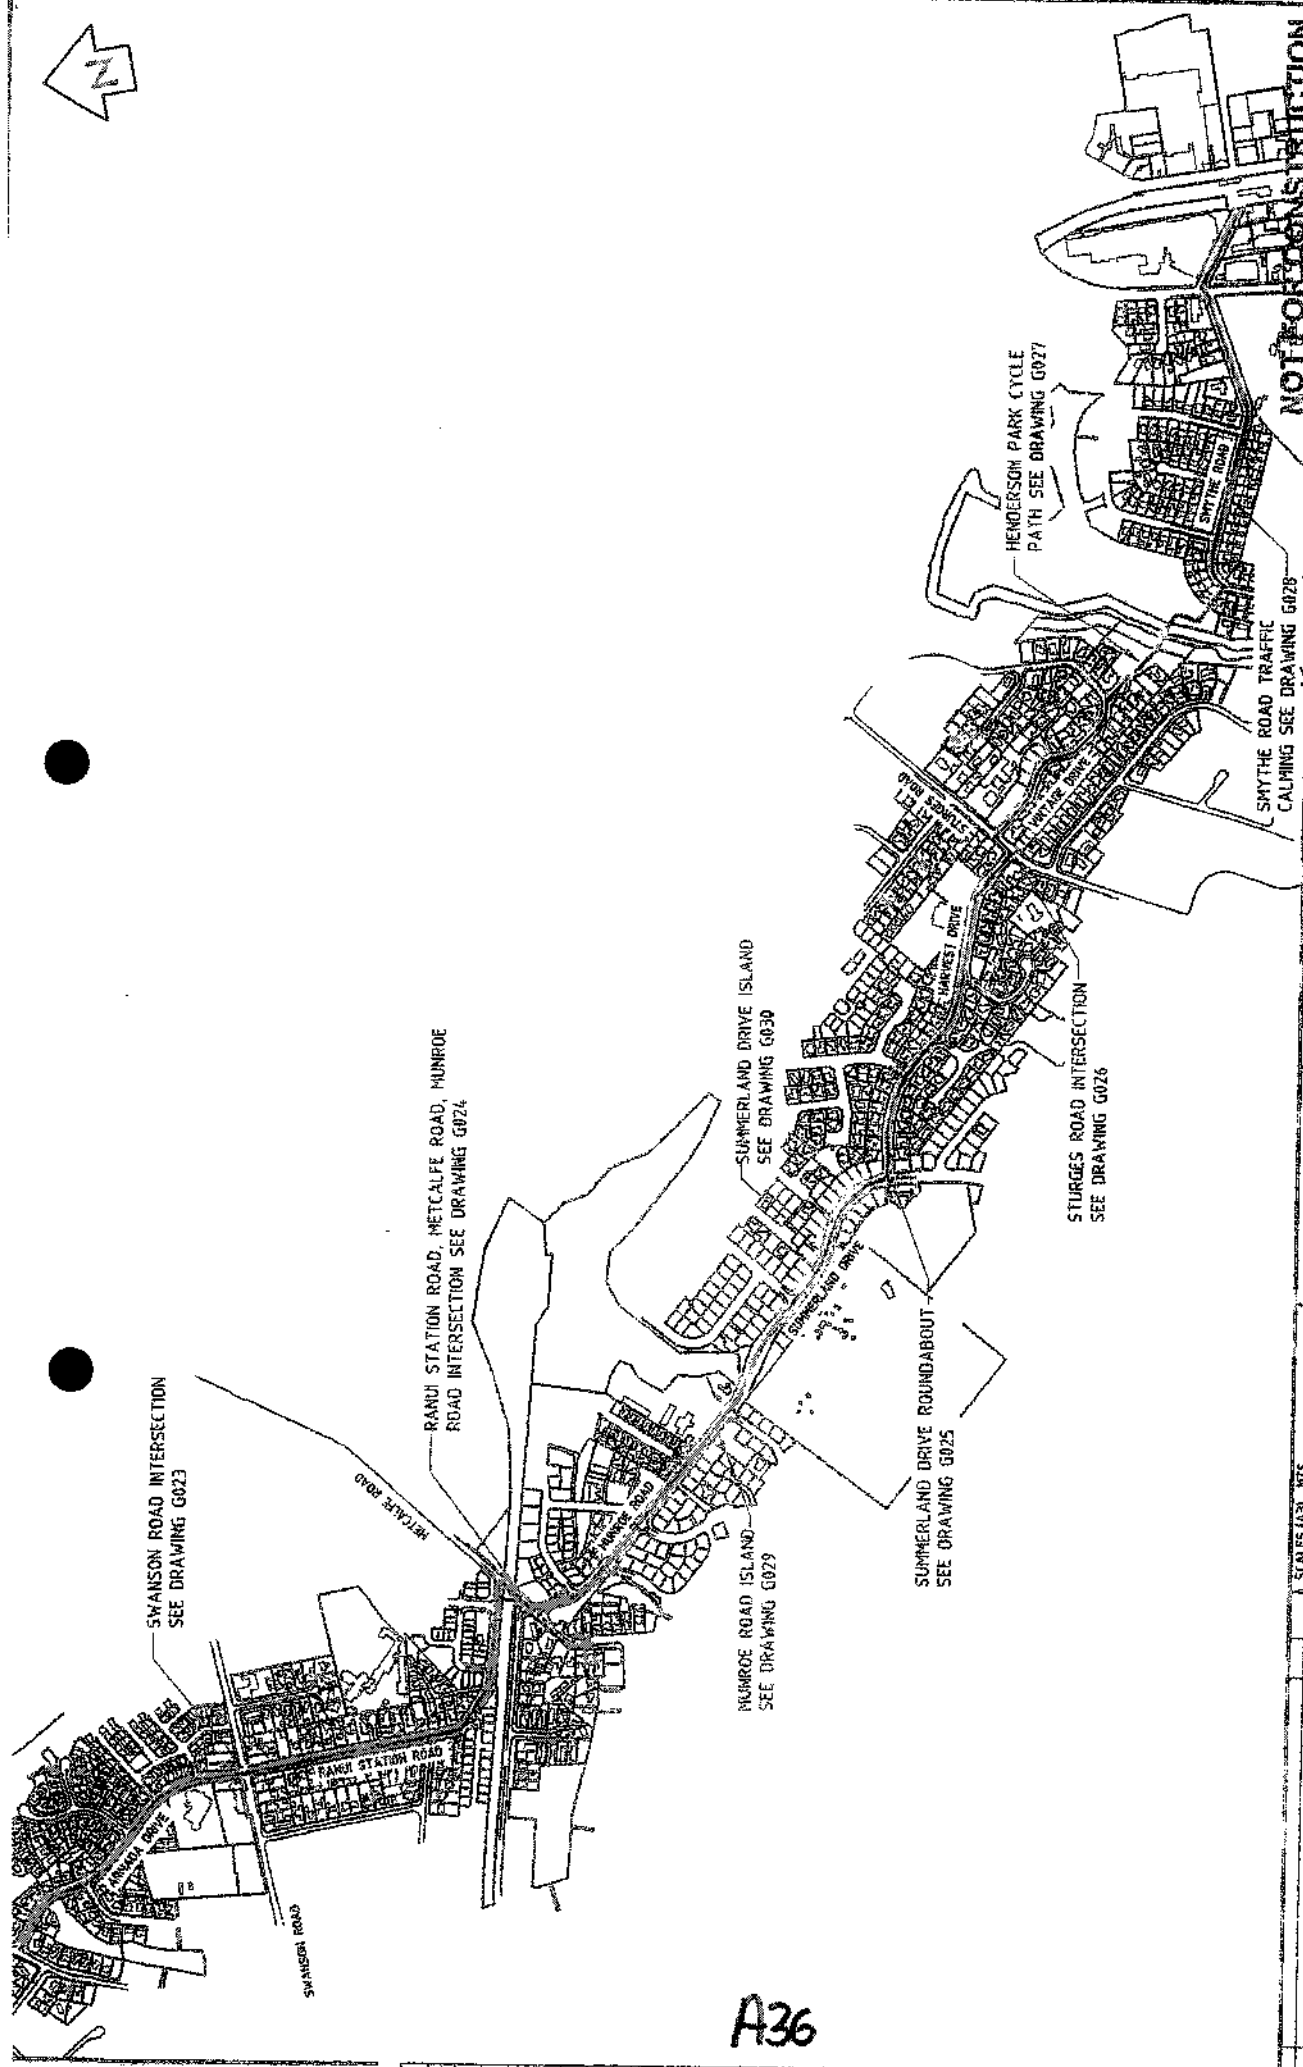 N
SWANSON ROAD INTERSECTION
SEE DRAWING G023
METCALFE ROAD
RANUI STATION ROAD, METCALFE ROAD, MUNROE
ROAD INTERSECTION SEE DRAWING G024
SUMMERLAND DRIVE ISLAND
SEE DRAWING G030
HENDERSON PARK CYCLE
PATH SEE DRAWING G027
ARMADA DRIVE
RANUI STATION ROAD
SWANSON ROAD
MUNROE ROAD
SUMMERLAND DRIVE
HARVEST DRIVE
STURGES ROAD
VINTAGE DRIVE
SMYTHE ROAD
MUNROE ROAD ISLAND
SEE DRAWING G029
SUMMERLAND DRIVE ROUNDABOUT
SEE DRAWING G025
STURGES ROAD INTERSECTION
SEE DRAWING G026
SMYTHE ROAD TRAFFIC
CALMING SEE DRAWING G028
NOT FOR CONSTRUCTION
A36